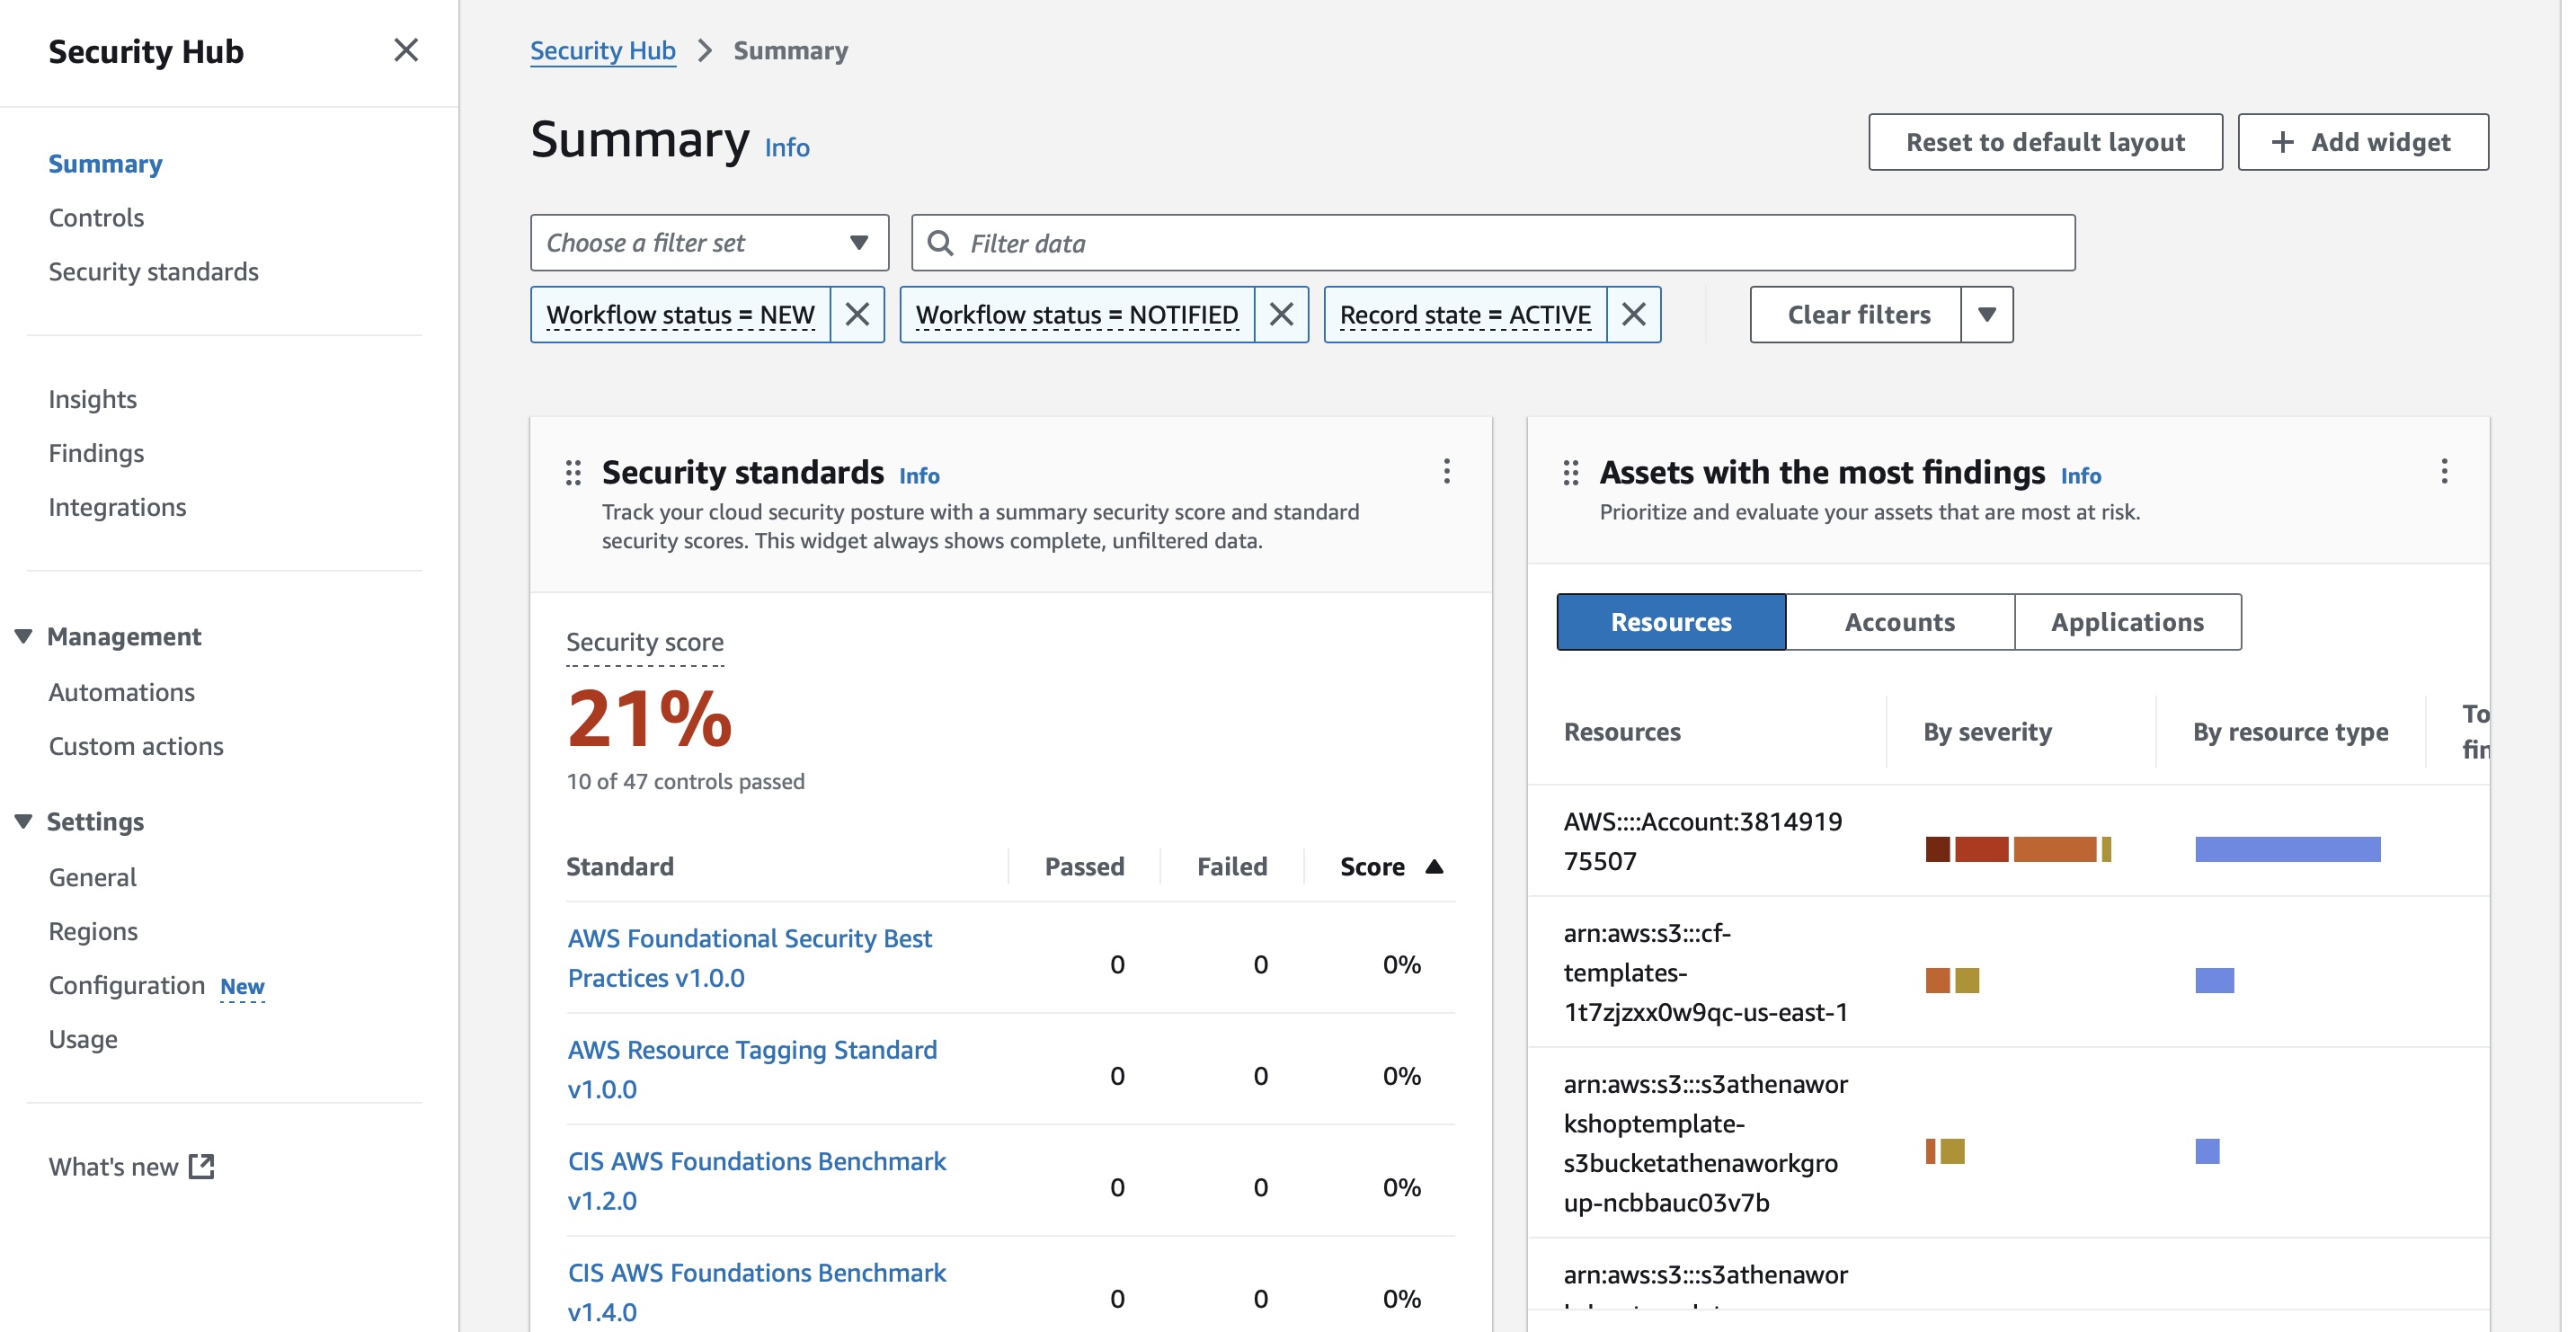 Security Hub
Summary
Controls
Security standards
Insights
Findings
Integrations
Management
Automations
Custom actions
Settings
General
Regions
Configuration New
Usage
What's new
Security Hub > Summary
Summary Info
Reset to default layout
+ Add widget
Choose a filter set
Filter data
Workflow status = NEW
Workflow status = NOTIFIED
Record state = ACTIVE
Clear filters
Security standards Info
Track your cloud security posture with a summary security score and standard
security scores. This widget always shows complete, unfiltered data.
Security score
21%
10 of 47 controls passed
Standard Passed Failed Score
AWS Foundational Security Best
Practices v1.0.0
0 0 0%
AWS Resource Tagging Standard
v1.0.0
0 0 0%
CIS AWS Foundations Benchmark
v1.2.0
0 0 0%
CIS AWS Foundations Benchmark
v1.4.0
0 0 0%
Assets with the most findings Info
Prioritize and evaluate your assets that are most at risk.
Resources Accounts Applications
Resources By severity By resource type
AWS::::Account:3814919
75507
arn:aws:s3:::cf-
templates-
1t7zjzxx0w9qc-us-east-1
arn:aws:s3:::s3athenawor
kshoptemplate-
s3bucketathenaworkgro
up-ncbbauc03v7b
arn:aws:s3:::s3athenawor